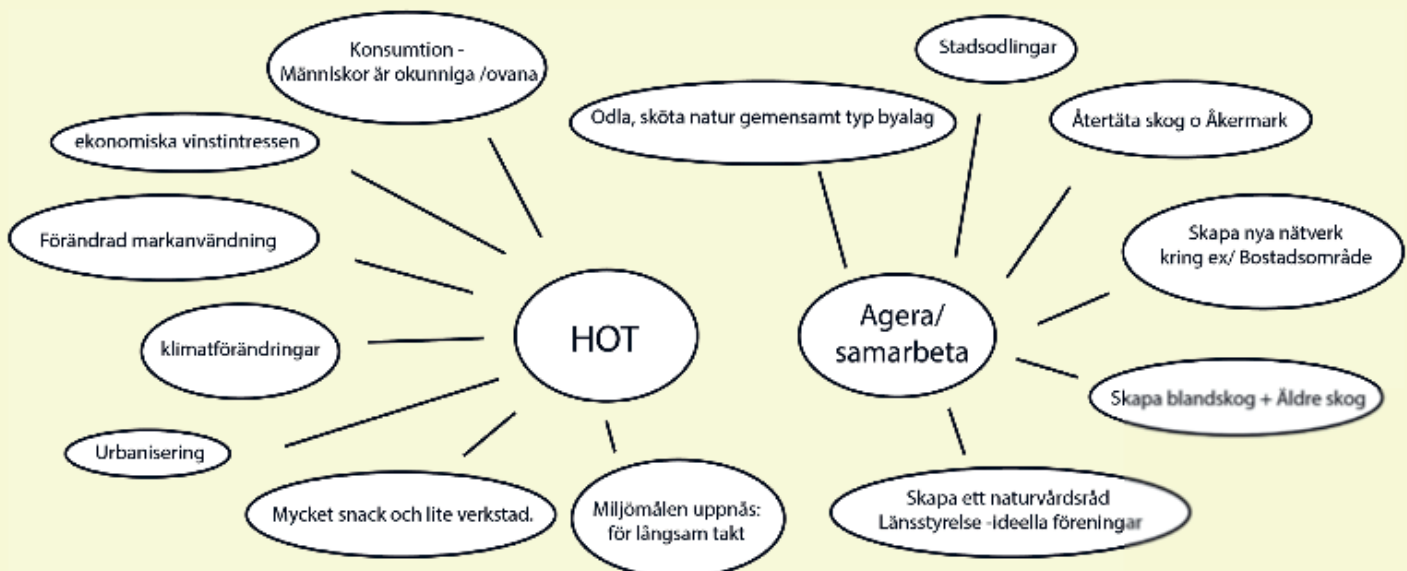 Konsumtion -
Människor är okunniga /ovana
ekonomiska vinstintressen
Förändrad markanvändning
klimatförändringar
Urbanisering
Mycket snack och lite verkstad.
Miljömålen uppnås:
för långsam takt
HOT
Stadsodlingar
Odla, sköta natur gemensamt typ byalag
Återtäta skog o Åkermark
Skapa nya nätverk
kring ex/ Bostadsområde
Agera/
samarbeta
Skapa blandskog + Äldre skog
Skapa ett naturvårdsråd
Länsstyrelse -ideella föreningar